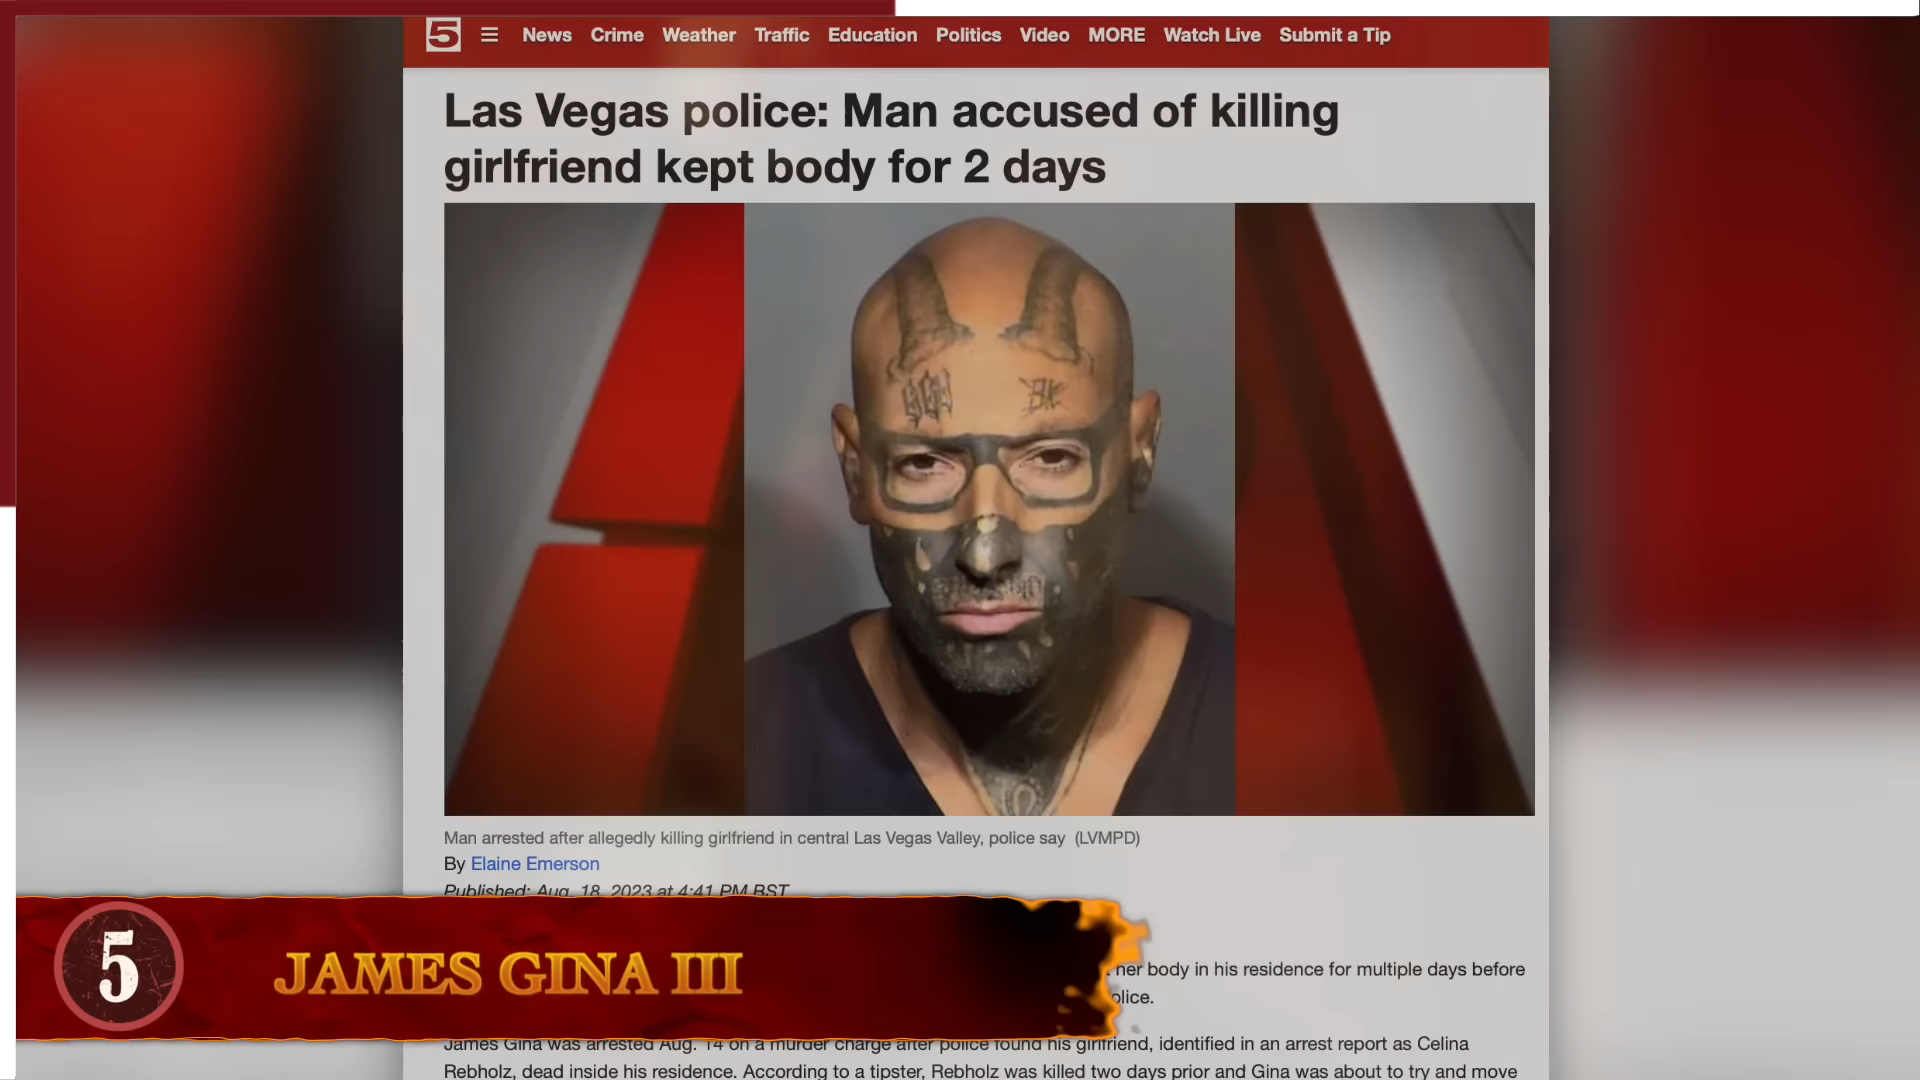 5 News Crime Weather Traffic Education Politics Video MORE Watch Live Submit a Tip
Las Vegas police: Man accused of killing
girlfriend kept body for 2 days
BK
Man arrested after allegedly killing girlfriend in central Las Vegas Valley, police say (LVMPD)
By Elaine Emerson
Published: Aug. 18, 2023 at 4:41 PM BST
5 JAMES GINA III
her body in his residence for multiple days before
James Gina was arrested Aug. 14 on a murder charge after police found his girlfriend, identified in an arrest report as Celina
Rebholz, dead inside his residence. According to a tipster, Rebholz was killed two days prior and Gina was about to try and move